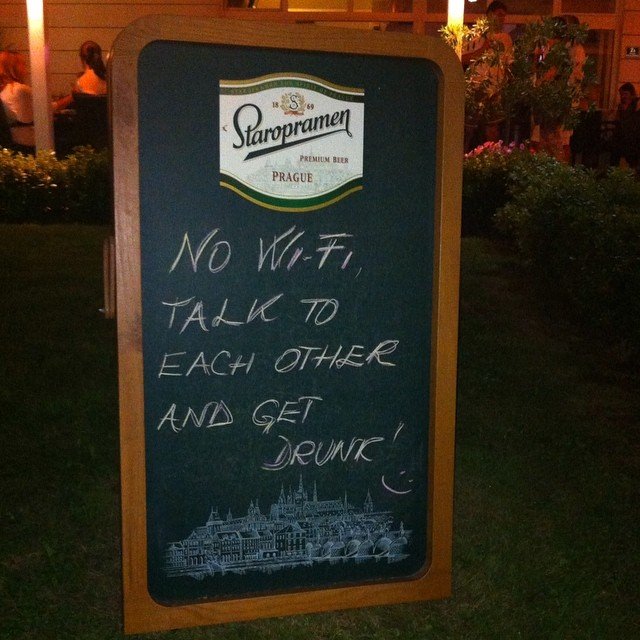 18 S 69
Staropramen
PREMIUM BEER
PRAGUE
NO WI-FI,
TALK TO
EACH OTHER
AND GET
DRUNK!